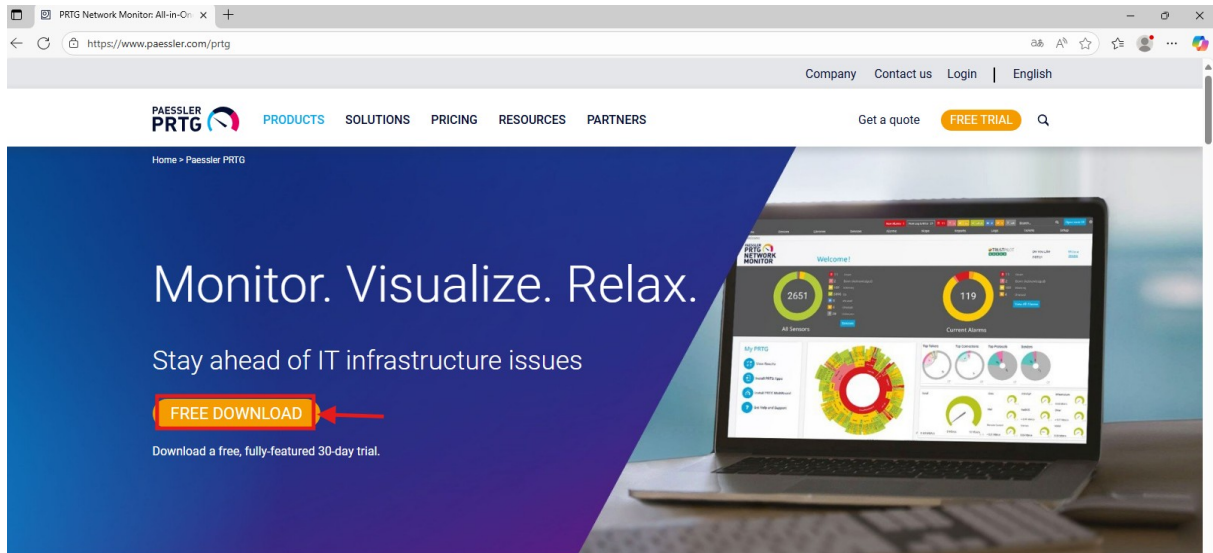 PRTG Network Monitor: All-in-On
https://www.paessler.com/prtg
Company Contact us Login | English
PAESSLER
PRTG
PRODUCTS SOLUTIONS PRICING RESOURCES PARTNERS
Get a quote FREE TRIAL
Home > Paessler PRTG
Monitor. Visualize. Relax.
Stay ahead of IT infrastructure issues
FREE DOWNLOAD
Download a free, fully-featured 30-day trial.
PRTG
NETWORK
MONITOR
Welcome!
2651
All Sensors
119
Current Alarms
My PRTG